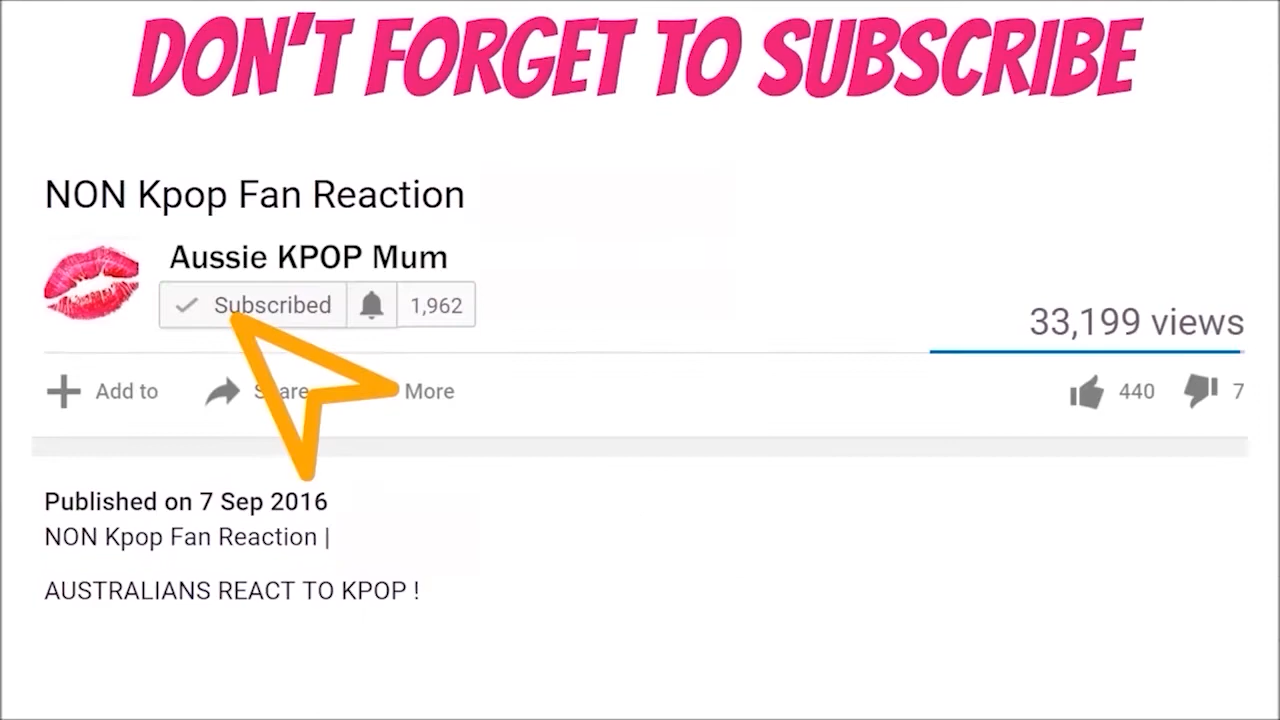 DON'T FORGET TO SUBSCRIBE
NON Kpop Fan Reaction
Aussie KPOP Mum
Subscribed 1,962
33,199 views
Add to Share More 440 7
Published on 7 Sep 2016
NON Kpop Fan Reaction |
AUSTRALIANS REACT TO KPOP !